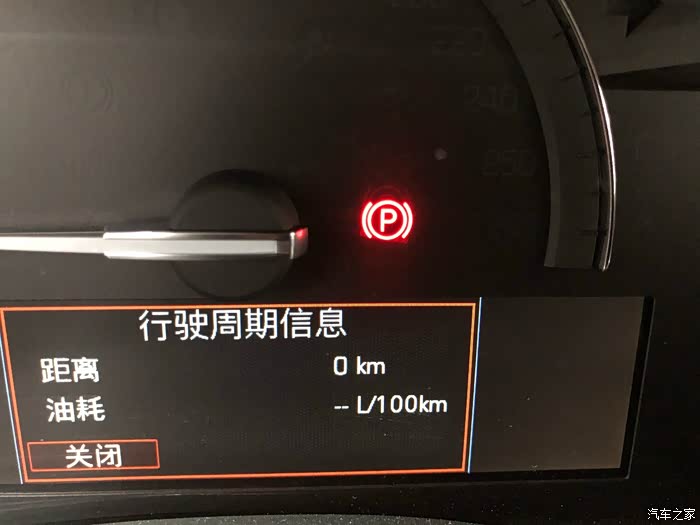 P
行驶周期信息
距离 0 km
油耗 -- L/100km
关闭
汽车之家